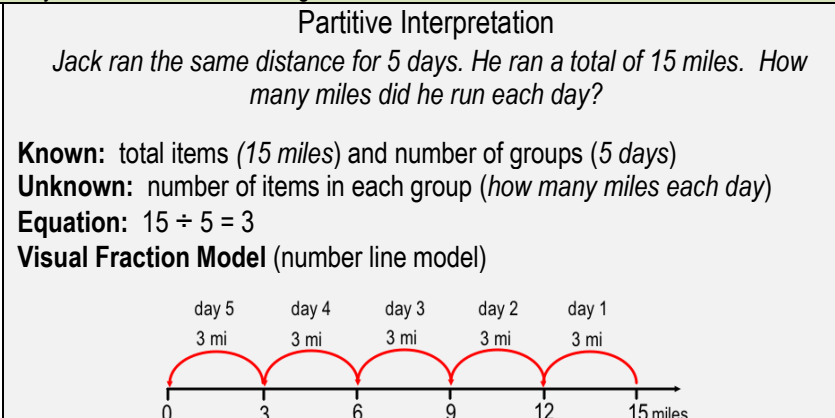 Partitive Interpretation
Jack ran the same distance for 5 days. He ran a total of 15 miles. How
many miles did he run each day?
Known: total items (15 miles) and number of groups (5 days)
Unknown: number of items in each group (how many miles each day)
Equation: 15 ÷ 5 = 3
Visual Fraction Model (number line model)
day 5 day 4 day 3 day 2 day 1
3 mi 3 mi 3 mi 3 mi 3 mi
0 3 6 9 12 15 miles